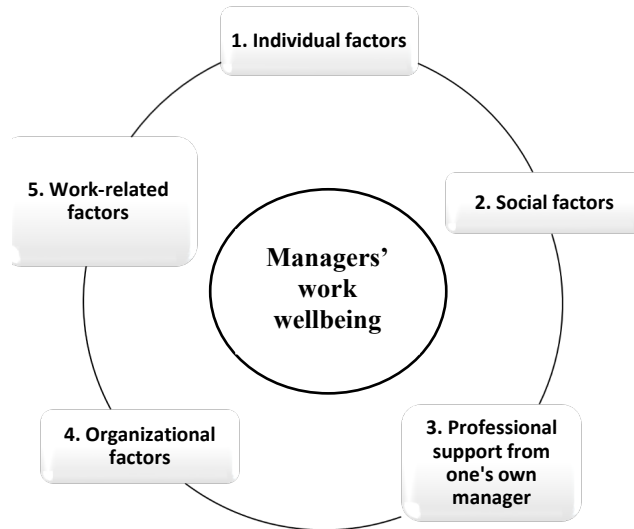 1. Individual factors
2. Social factors
3. Professional
support from
one's own
manager
4. Organizational
factors
5. Work-related
factors
Managers’
work
wellbeing